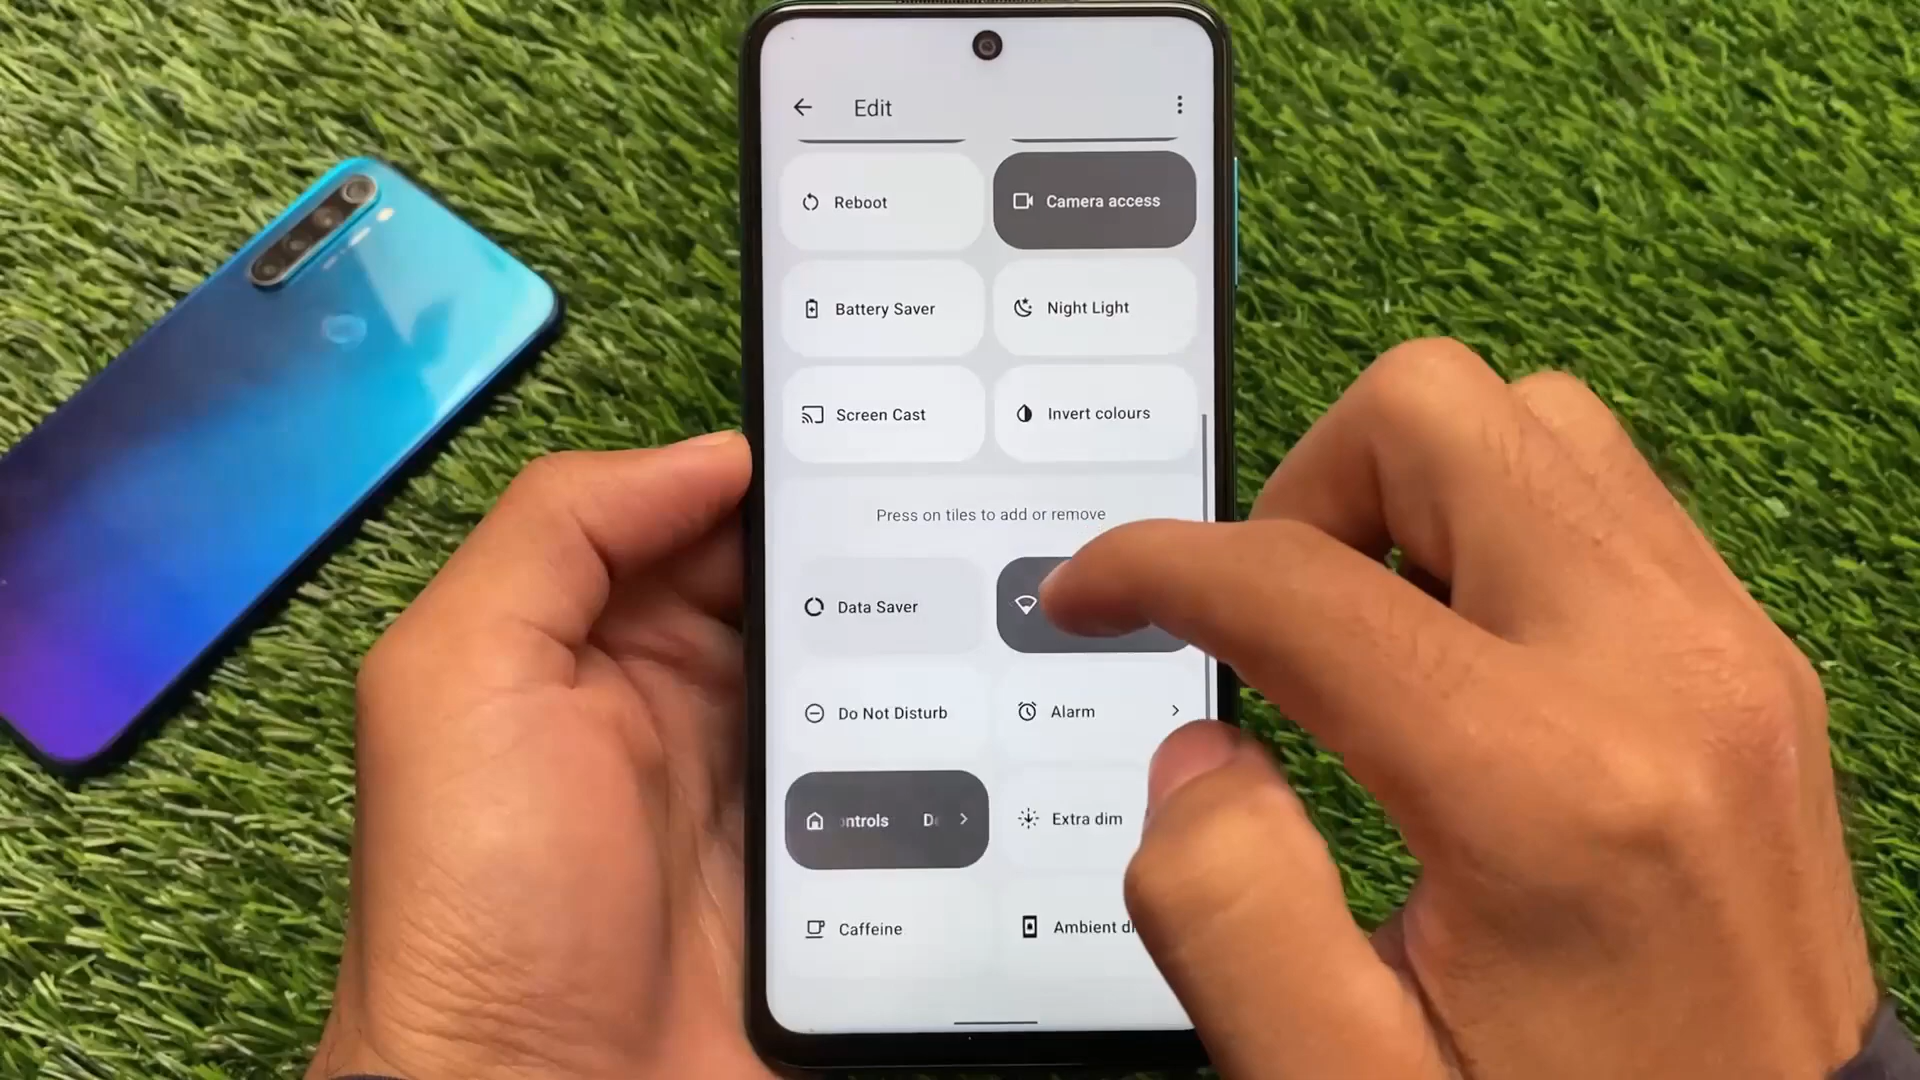 Edit
Reboot
Camera access
Battery Saver
Night Light
Screen Cast
Invert colours
Press on tiles to add or remove
Data Saver
Do Not Disturb
Alarm
ntrols
Extra dim
Caffeine
Ambient